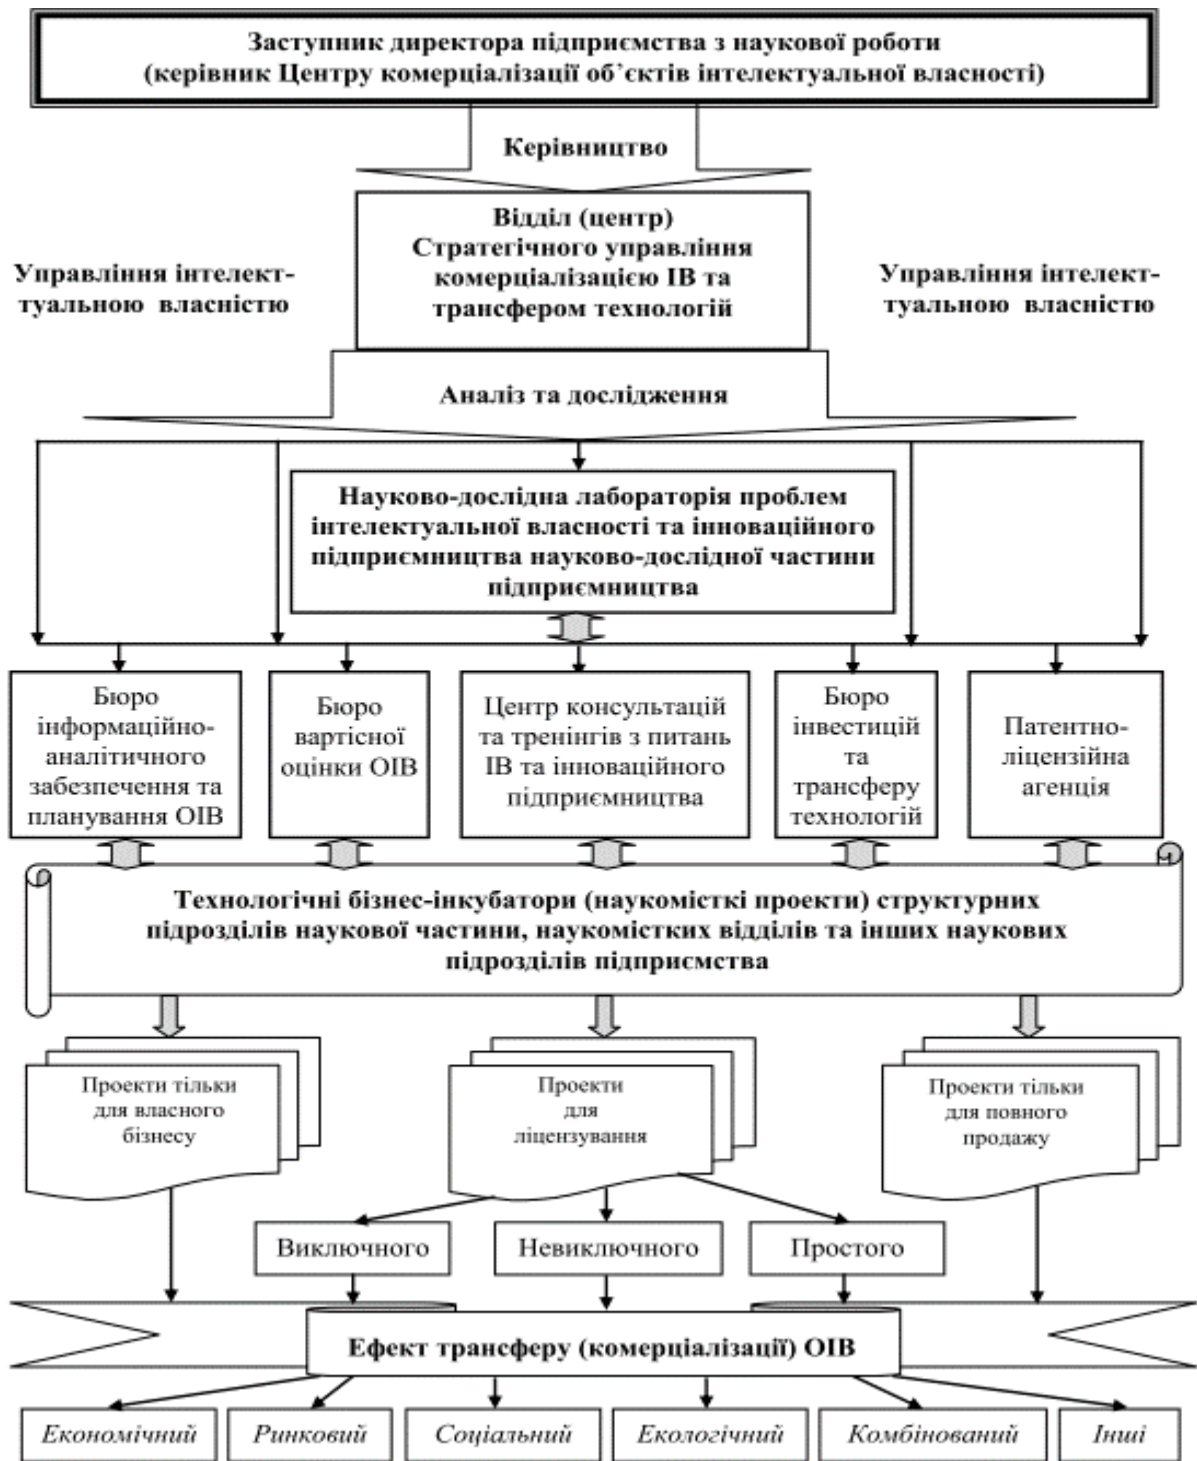 Заступник директора підприємства з наукової роботи
(керівник Центру комерціалізації об’єктів інтелектуальної власності)
Керівництво
Відділ (центр)
Стратегічного управління
комерціалізацією ІВ та
трансфером технологій
Управління інтелект-
туальною власністю
Управління інтелект-
туальною власністю
Аналіз та дослідження
Науково-дослідна лабораторія проблем
інтелектуальної власності та інноваційного
підприємництва науково-дослідної частини
підприємництва
Бюро
інформаційно-
аналітичного
забезпечення та
планування ОІВ
Бюро
вартісної
оцінки ОІВ
Центр консультацій
та тренінгів з питань
ІВ та інноваційного
підприємництва
Бюро
інвестицій
та
трансферу
технологій
Патентно-
ліцензійна
агенція
Технологічні бізнес-інкубатори (наукомісткі проекти) структурних
підрозділів наукової частини, наукомістких відділів та інших наукових
підрозділів підприємства
Проекти тільки
для власного
бізнесу
Проекти
для
ліцензування
Проекти тільки
для повного
продажу
Виключного
Невиключного
Простого
Ефект трансферу (комерціалізації) ОІВ
Економічний
Ринковий
Соціальний
Екологічний
Комбінований
Інші